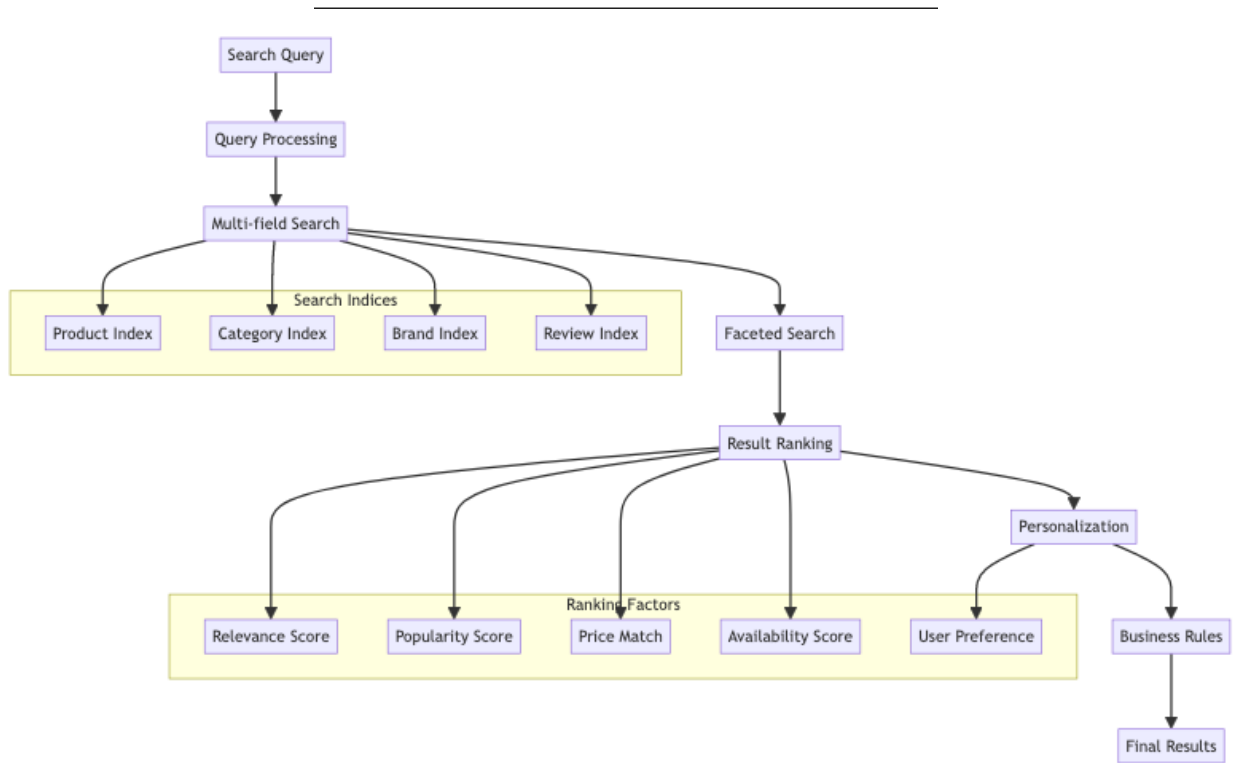 Search Query
Query Processing
Multi-field Search
Search Indices
Product Index
Category Index
Brand Index
Review Index
Faceted Search
Result Ranking
Personalization
Ranking Factors
Relevance Score
Popularity Score
Price Match
Availability Score
User Preference
Business Rules
Final Results